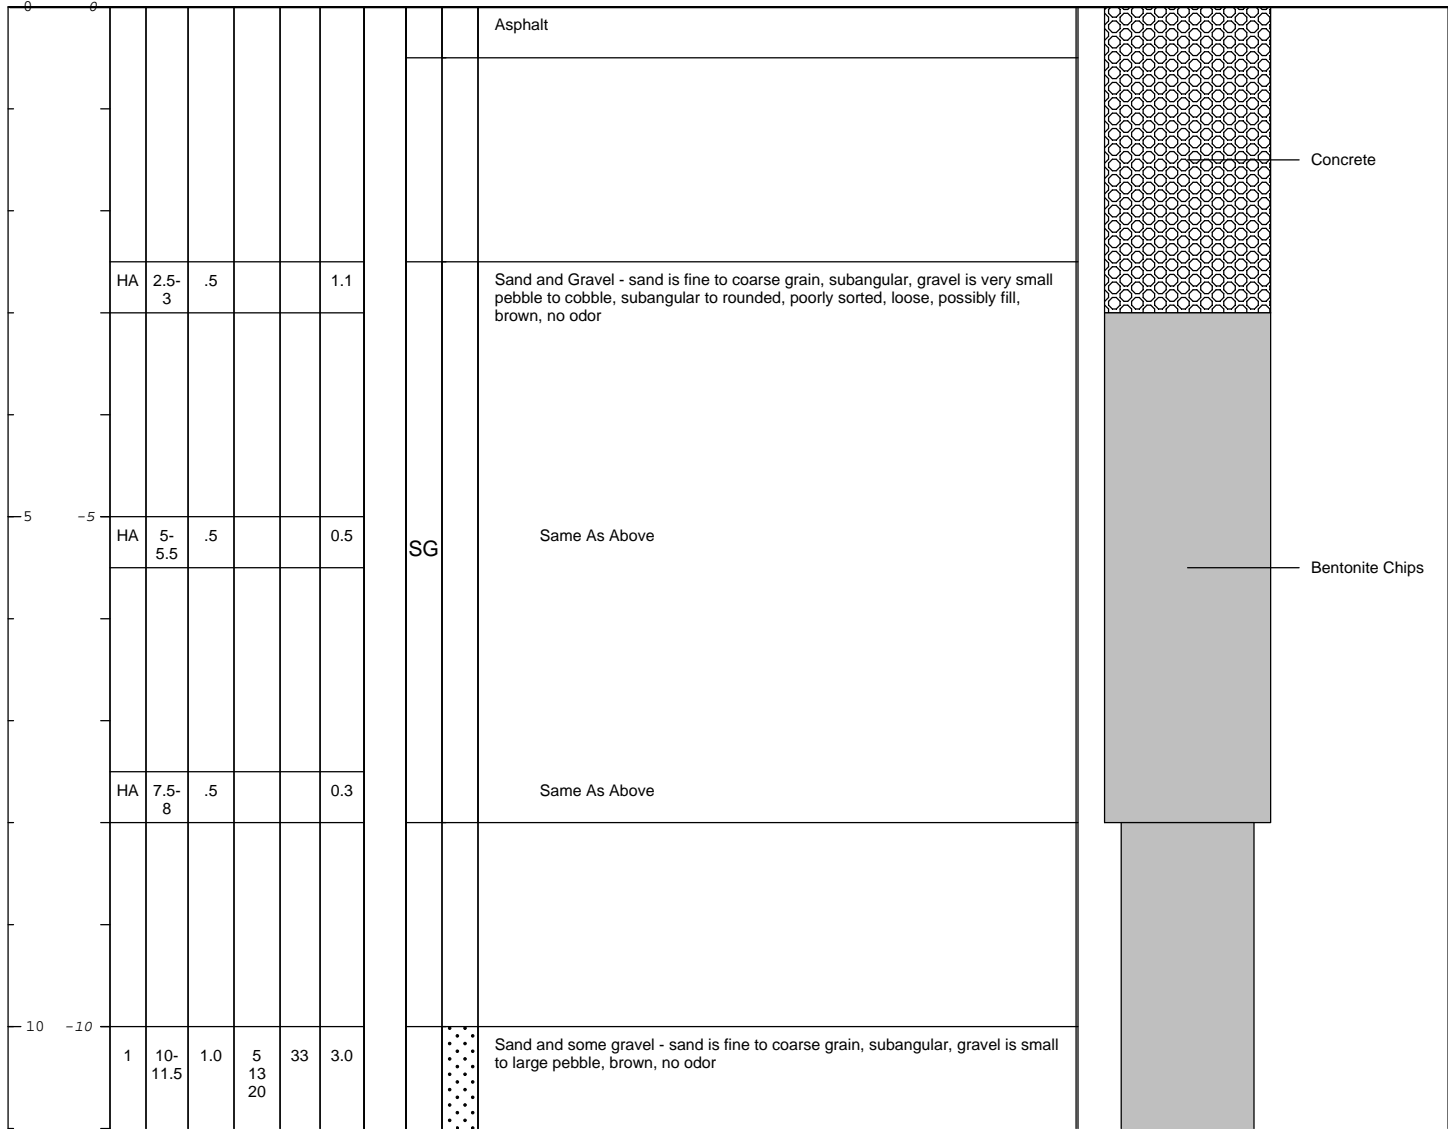 0 0
Asphalt
Concrete
HA 2.5- .5 1.1 Sand and Gravel - sand is fine to coarse grain, subangular, gravel is very small
3 pebble to cobble, subangular to rounded, poorly sorted, loose, possibly fill,
brown, no odor
5 -5
HA 5- .5 0.5 Same As Above
5.5
SG
Bentonite Chips
HA 7.5- .5 0.3 Same As Above
8
10 -10
1 10- 1.0 5 33 3.0 Sand and some gravel - sand is fine to coarse grain, subangular, gravel is small
11.5 13 to large pebble, brown, no odor
20